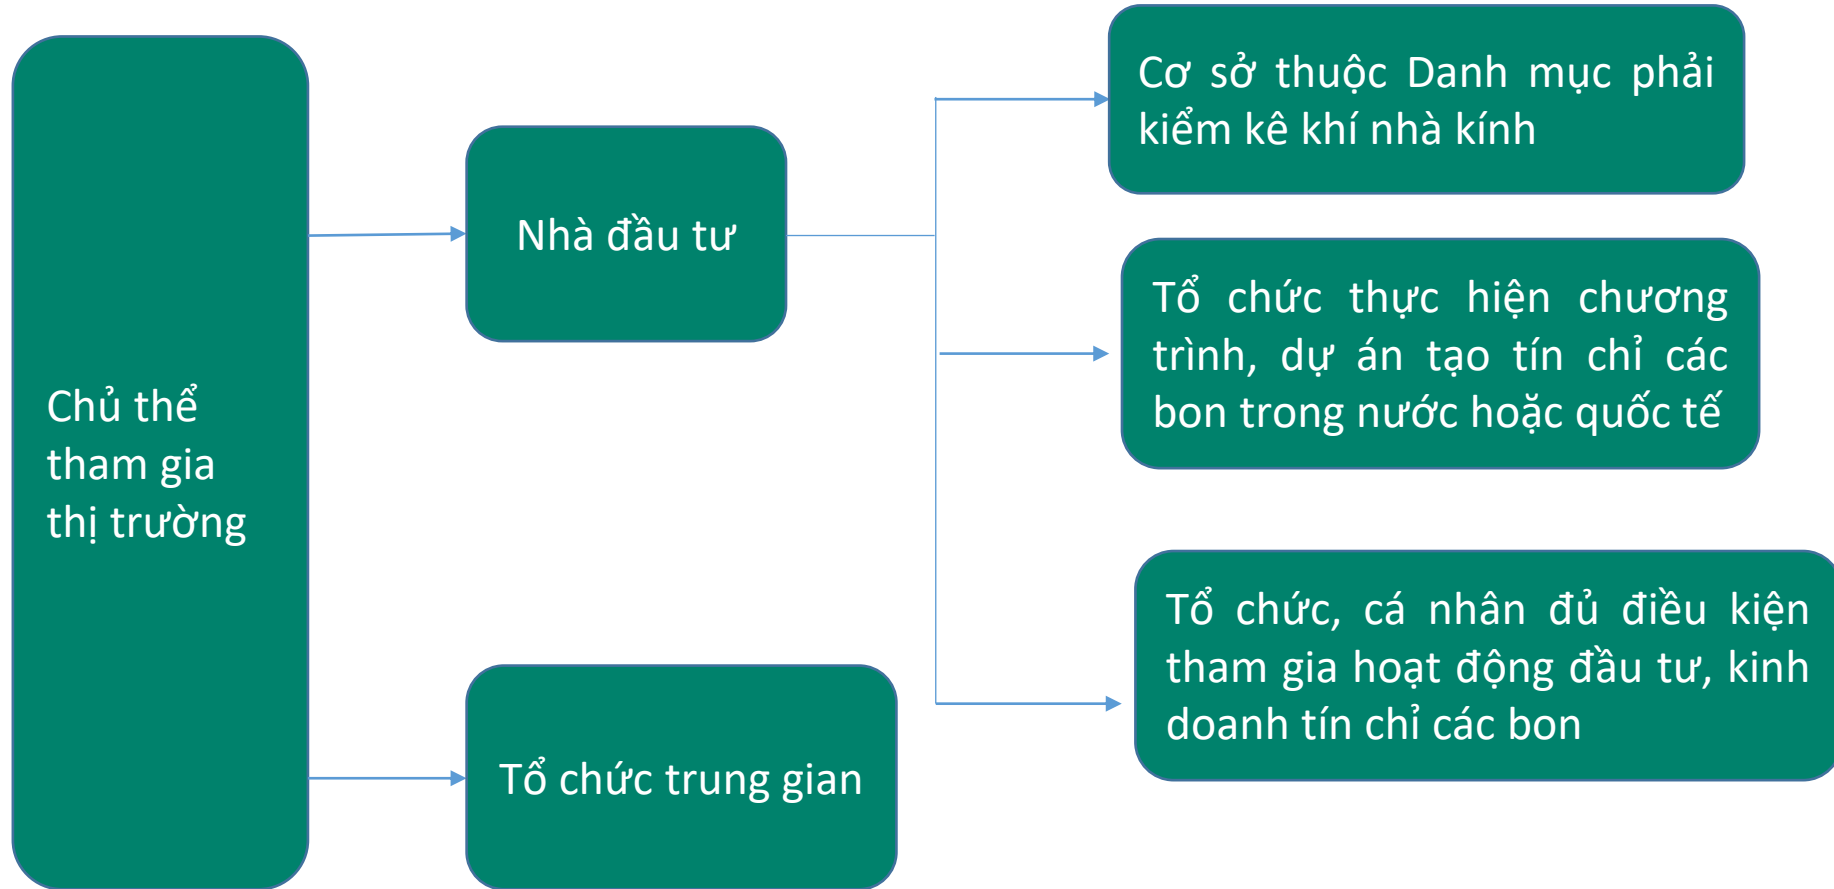 Chủ thể
tham gia
thị trường
Nhà đầu tư
Tổ chức trung gian
Cơ sở thuộc Danh mục phải
kiểm kê khí nhà kính
Tổ chức thực hiện chương
trình, dự án tạo tín chỉ các
bon trong nước hoặc quốc tế
Tổ chức, cá nhân đủ điều kiện
tham gia hoạt động đầu tư, kinh
doanh tín chỉ các bon